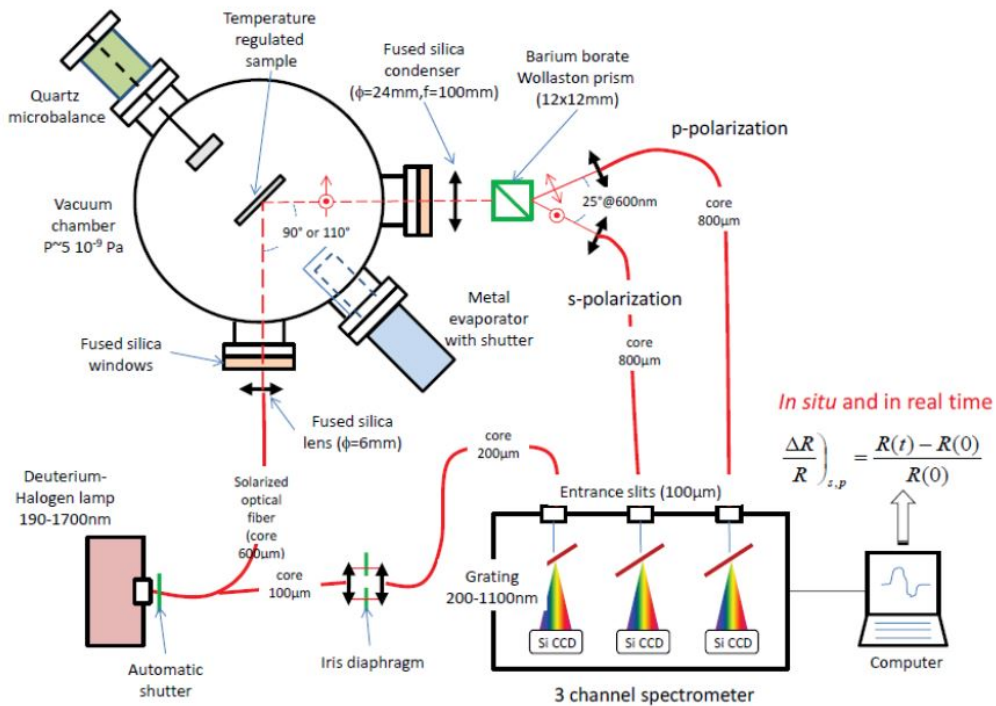 Temperature
regulated
sample
Quartz
microbalance
Fused silica
condenser
(ϕ=24mm,f=100mm)
Barium borate
Wollaston prism
(12x12mm)
p-polarization
Vacuum
chamber
P~5 10⁻⁹ Pa
90° or 110°
25°@600nm
core
800µm
Metal
evaporator
with shutter
s-polarization
core
800µm
Fused silica
windows
Fused silica
lens (ϕ=6mm)
In situ and in real time
ΔR/R)s,p = R(t) − R(0)/R(0)
Deuterium-
Halogen lamp
190-1700nm
Solarized
optical
fiber
(core
600µm)
core
200µm
core
100µm
Entrance slits (100µm)
Grating
200-1100nm
Si CCD
Si CCD
Si CCD
Automatic
shutter
Iris diaphragm
Computer
3 channel spectrometer